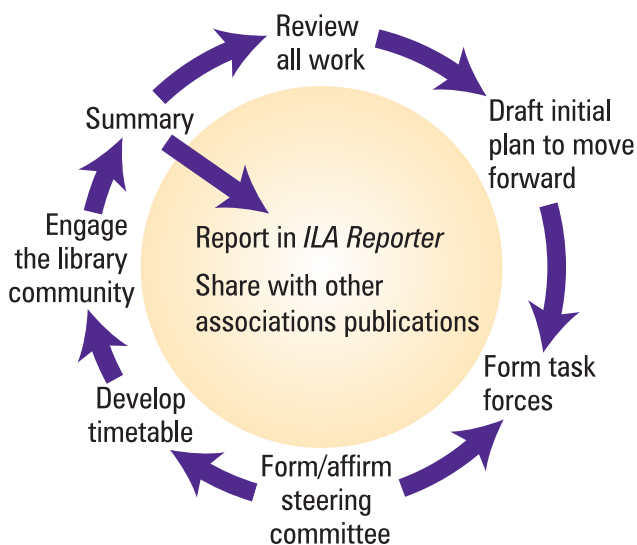 Review
all work
Draft initial
plan to move
forward
Form task
forces
Form/affirm
steering
committee
Develop
timetable
Engage
the library
community
Summary
Report in ILA Reporter
Share with other
associations publications